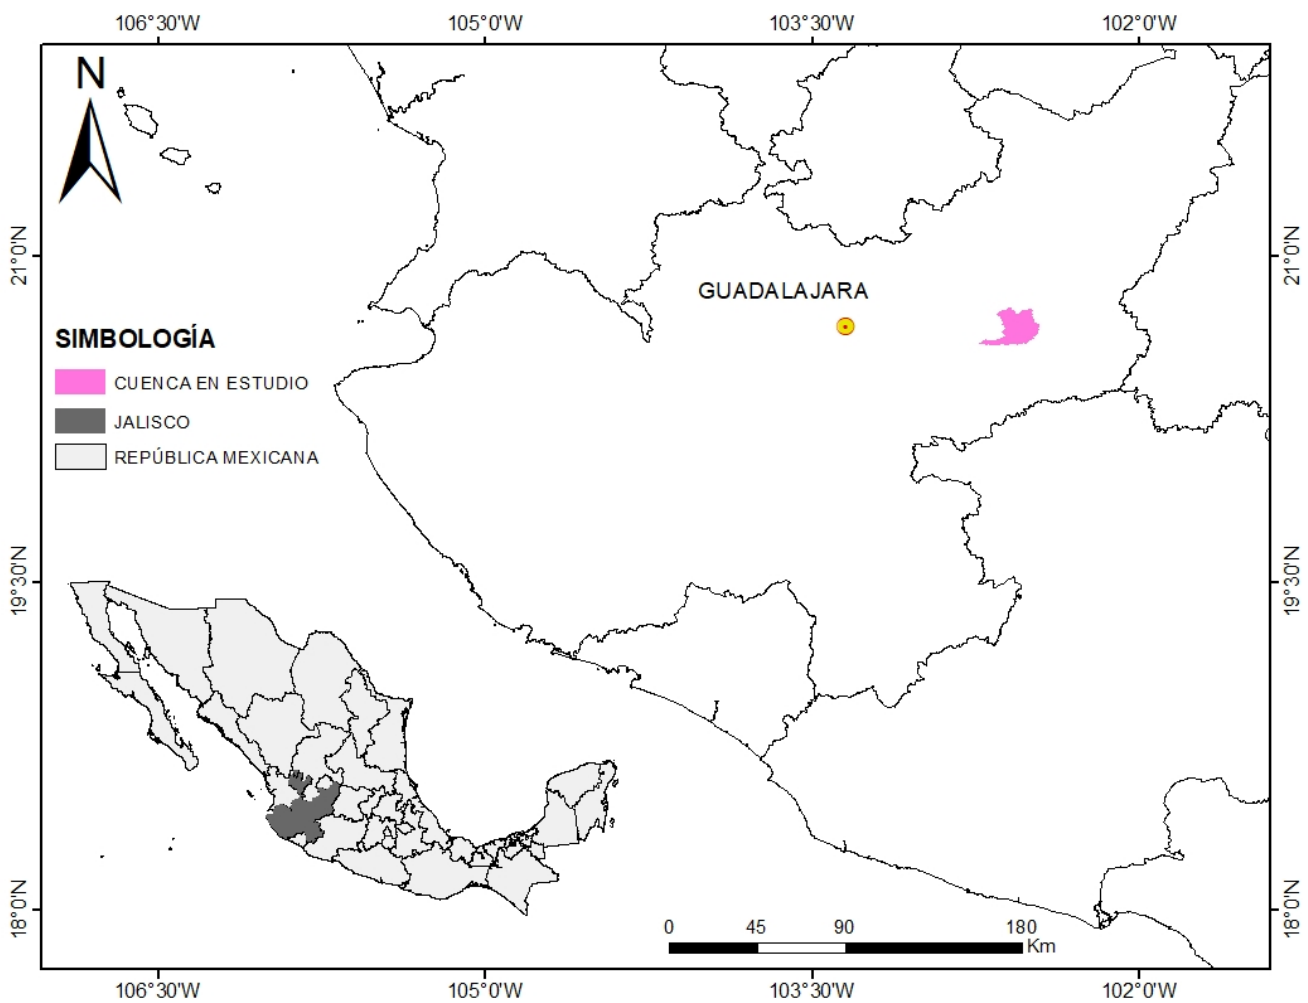 106°30'W 105°0'W 103°30'W 102°0'W
N
21°0'N 21°0'N
GUADALAJARA
SIMBOLOGÍA
CUENCA EN ESTUDIO
JALISCO
REPÚBLICA MEXICANA
19°30'N 19°30'N
18°0'N 18°0'N
0 45 90 180
Km
106°30'W 105°0'W 103°30'W 102°0'W